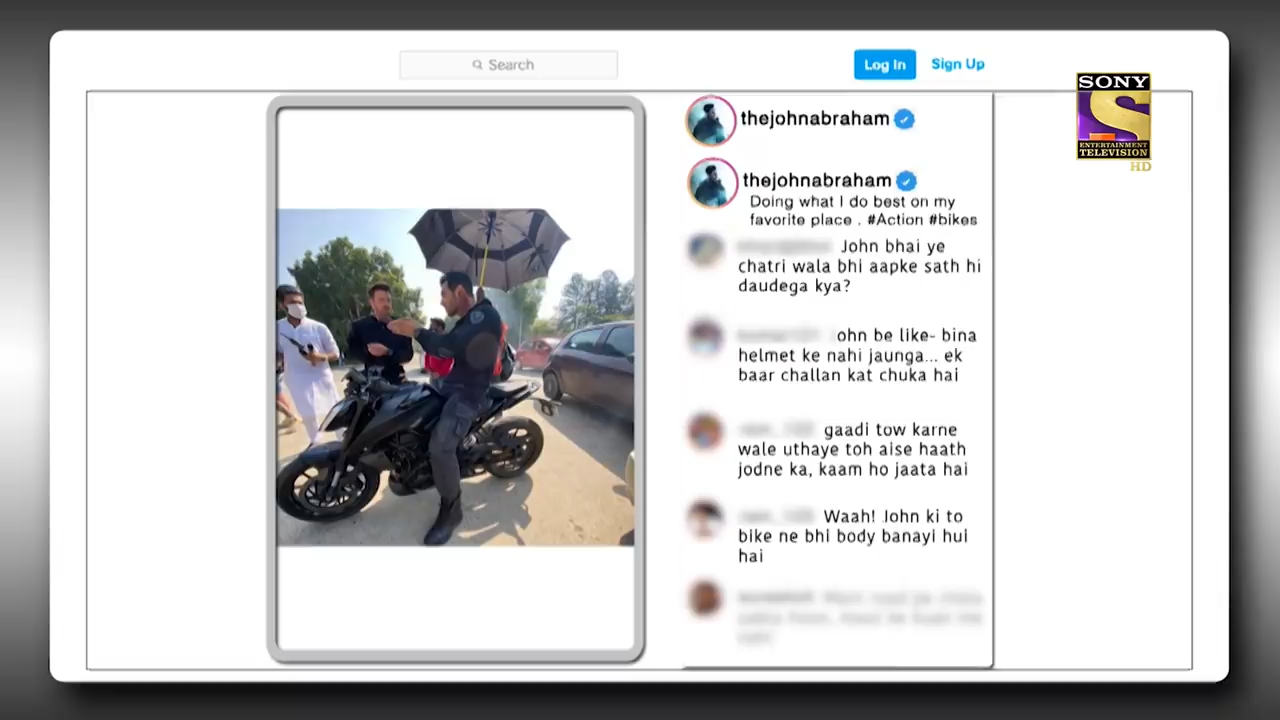 Search
Log In
Sign Up
SONY
S
ENTERTAINMENT
TELEVISION
HD
thejohnabraham
thejohnabraham
Doing what I do best on my
favorite place . #Action #bikes
John bhai ye
chatri wala bhi aapke sath hi
daudega kya?
ohn be like- bina
helmet ke nahi jaunga... ek
baar challan kat chuka hai
gaadi tow karne
wale uthaye toh aise haath
jodne ka, kaam ho jaata hai
Waah! John ki to
bike ne bhi body banayi hui
hai